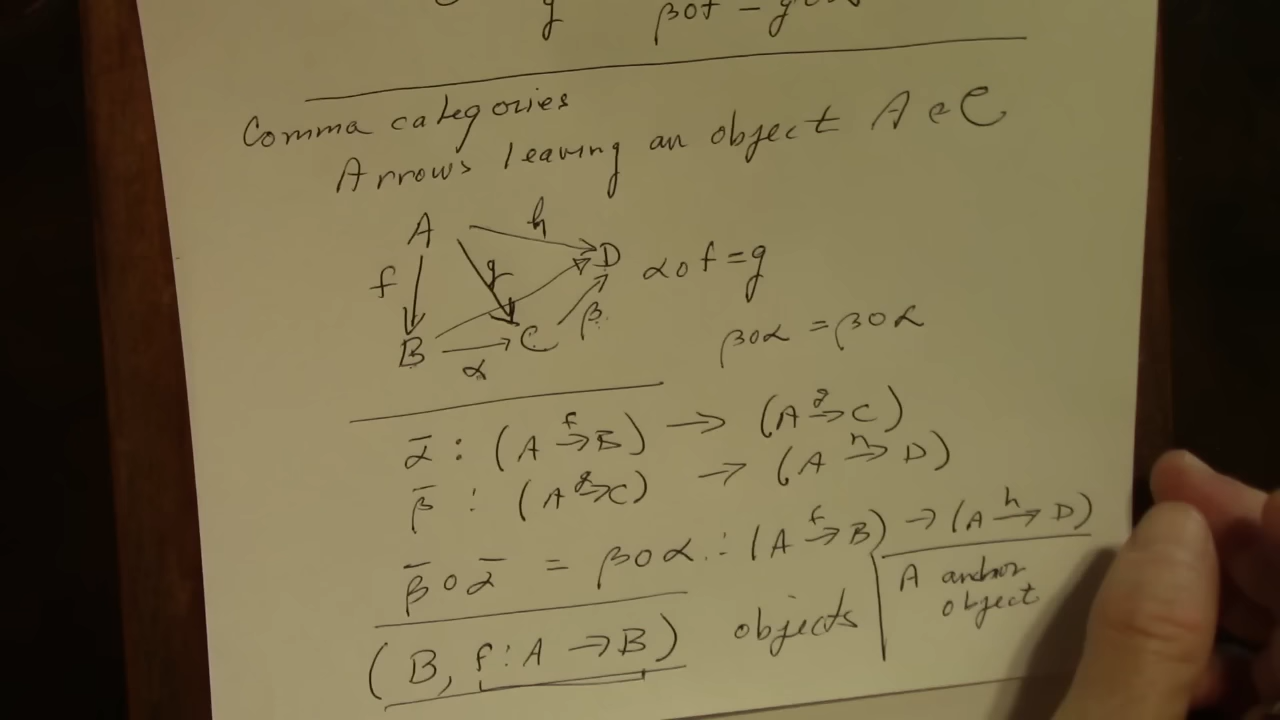 g β∘f = g∘α
Comma categories
Arrows leaving an object A ∈ C
A h
f g D α∘f = g
B α C β β∘α = β∘α
ᾱ : (A f→ B) → (A g→ C)
β̄ : (A g→ C) → (A h→ D)
β̄ ∘ ᾱ = β∘α : (A f→ B) → (A h→ D)
(B, f : A → B) objects
A anchor
object